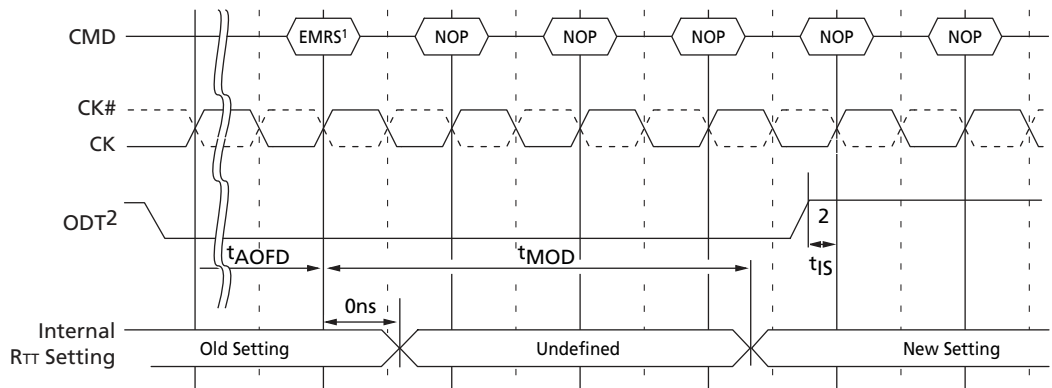 CMD EMRS1 NOP NOP NOP NOP NOP
CK#
CK
ODT2 2
tAOFD tMOD tIS
0ns
Internal
RTT Setting Old Setting Undefined New Setting